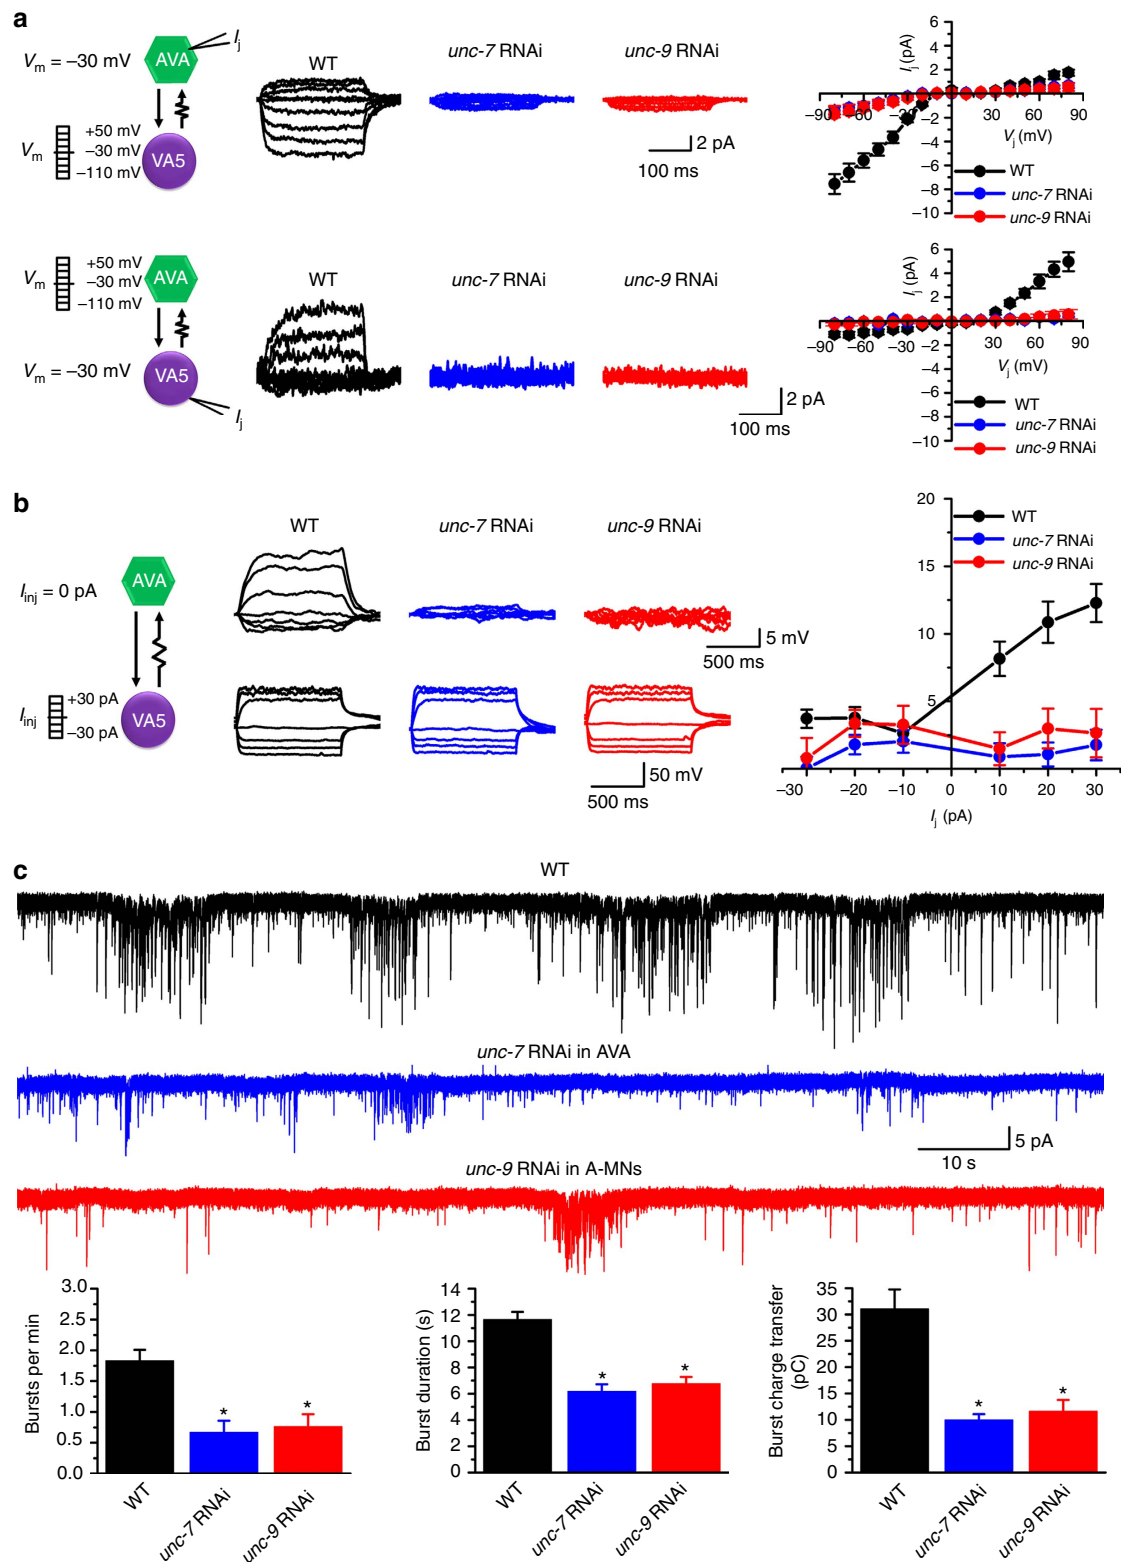 a
Vm = –30 mV
AVA
Ij
WT
unc-7 RNAi
unc-9 RNAi
Vm
+50 mV
–30 mV
–110 mV
VA5
2 pA
100 ms
Ij (pA)
6
4
2
–2
–4
–6
–8
–10
–90 –60 –30 0 30 60 90
Vj (mV)
WT
unc-7 RNAi
unc-9 RNAi
Vm
+50 mV
–30 mV
–110 mV
AVA
WT
unc-7 RNAi
unc-9 RNAi
Vm = –30 mV
VA5
Ij
2 pA
100 ms
Ij (pA)
6
4
2
–2
–4
–6
–8
–10
–90 –60 –30 0 30 60 90
Vj (mV)
WT
unc-7 RNAi
unc-9 RNAi
b
WT
unc-7 RNAi
unc-9 RNAi
Iinj = 0 pA
AVA
5 mV
500 ms
Iinj
+30 pA
–30 pA
VA5
50 mV
500 ms
20
15
10
5
–30 –20 –10 0 10 20 30
Ij (pA)
WT
unc-7 RNAi
unc-9 RNAi
c
WT
unc-7 RNAi in AVA
5 pA
10 s
unc-9 RNAi in A-MNs
Bursts per min
3.0
2.5
2.0
1.5
1.0
0.5
0.0
* *
WT
unc-7 RNAi
unc-9 RNAi
Burst duration (s)
14
12
10
8
6
4
2
0
* *
WT
unc-7 RNAi
unc-9 RNAi
Burst charge transfer
(pC)
35
30
25
20
15
10
5
0
* *
WT
unc-7 RNAi
unc-9 RNAi